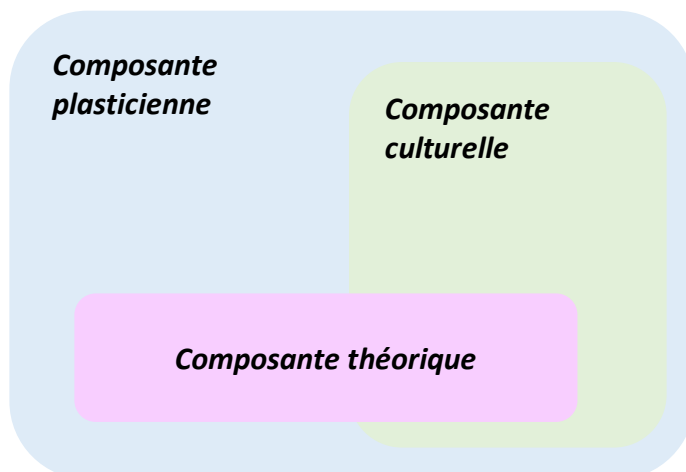 Composante
plasticienne
Composante
culturelle
Composante théorique